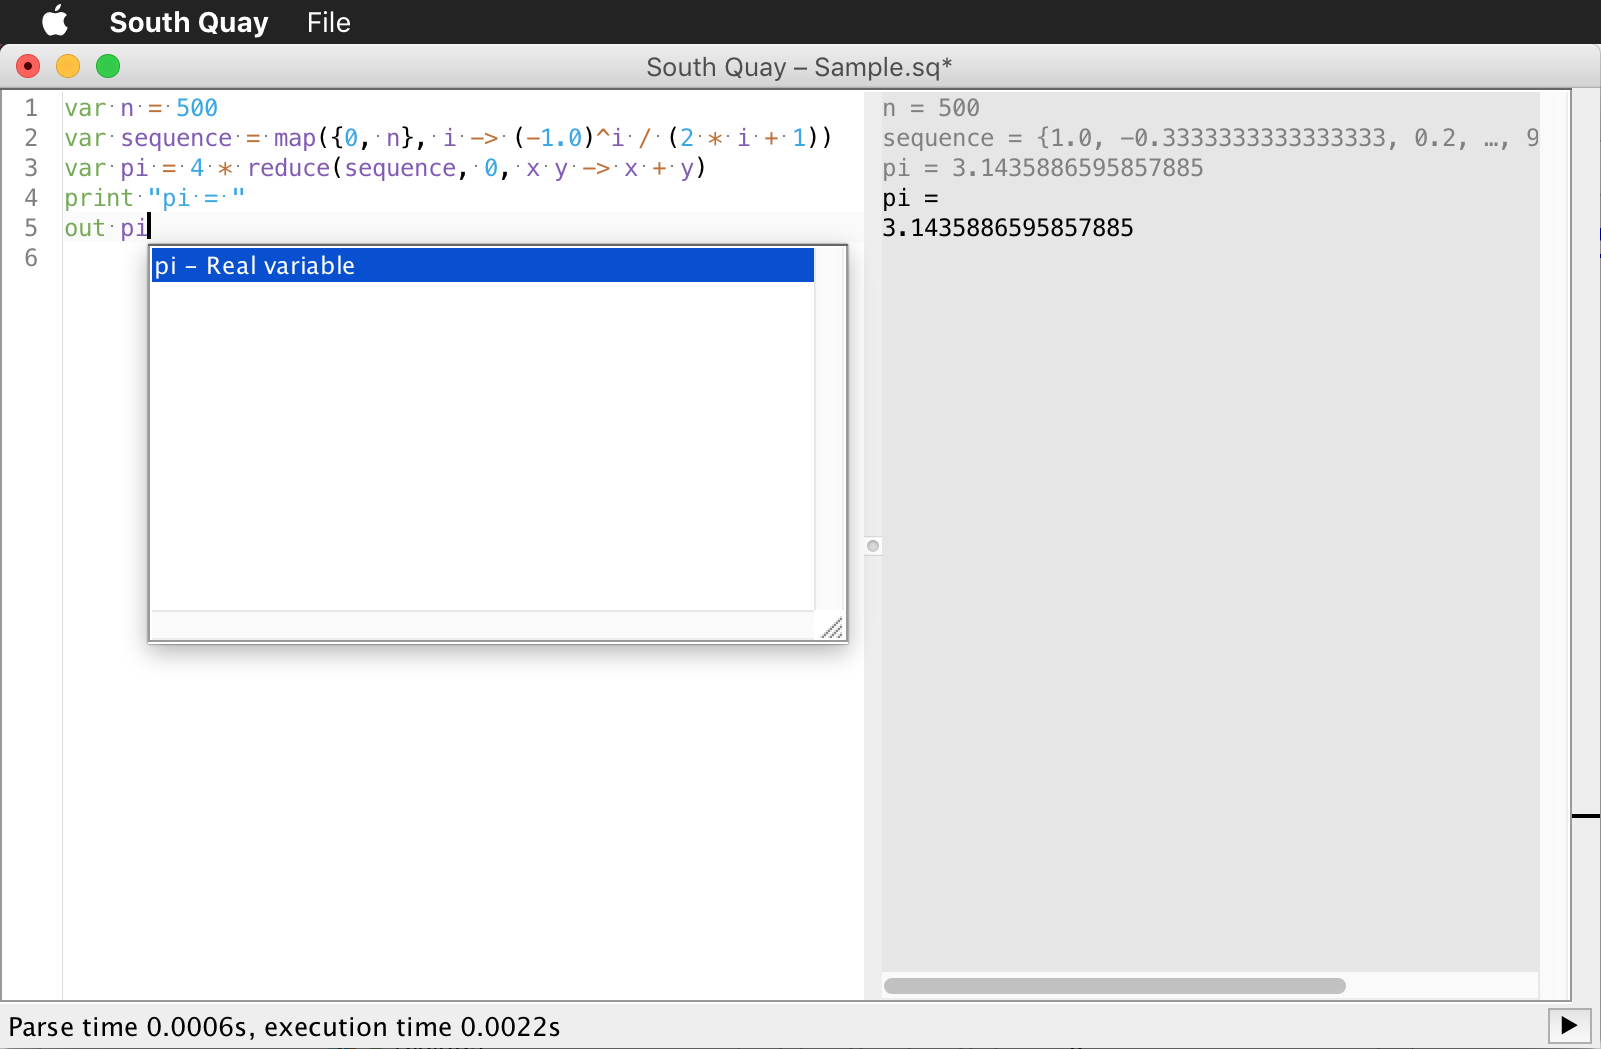 South Quay File
South Quay – Sample.sq*
1 var n = 500
2 var sequence = map({0, n}, i -> (-1.0)^i / (2 * i + 1))
3 var pi = 4 * reduce(sequence, 0, x y -> x + y)
4 print "pi = "
5 out pi
6
pi – Real variable
n = 500
sequence = {1.0, -0.3333333333333333, 0.2, …, 9
pi = 3.1435886595857885
pi =
3.1435886595857885
Parse time 0.0006s, execution time 0.0022s